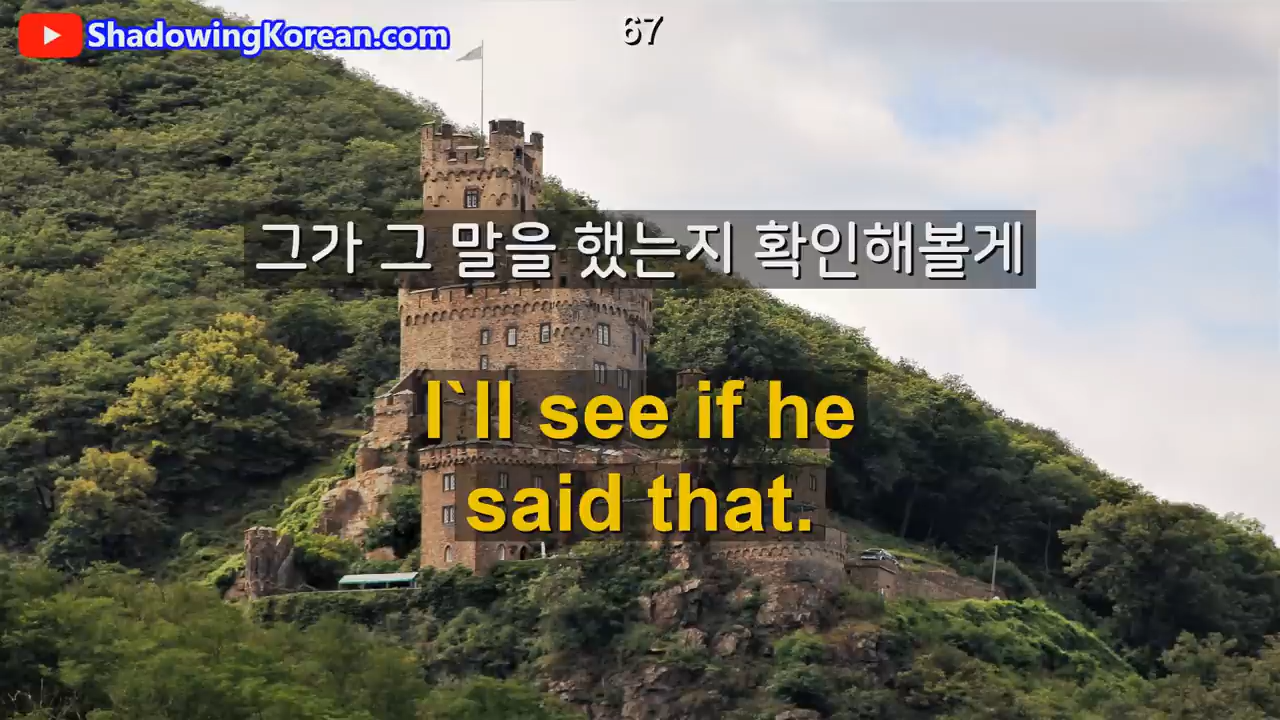 ShadowingKorean.com
67
그가 그 말을 했는지 확인해볼게
I`ll see if he
said that.